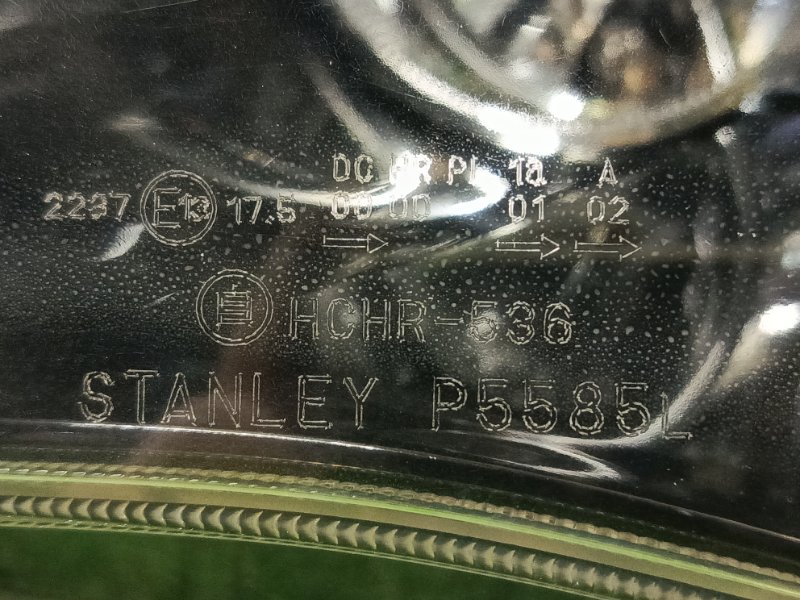 DC HR PL 1a A
2237 E13 17.5 00 00 01 02
HCHR-536
STANLEY P5585L